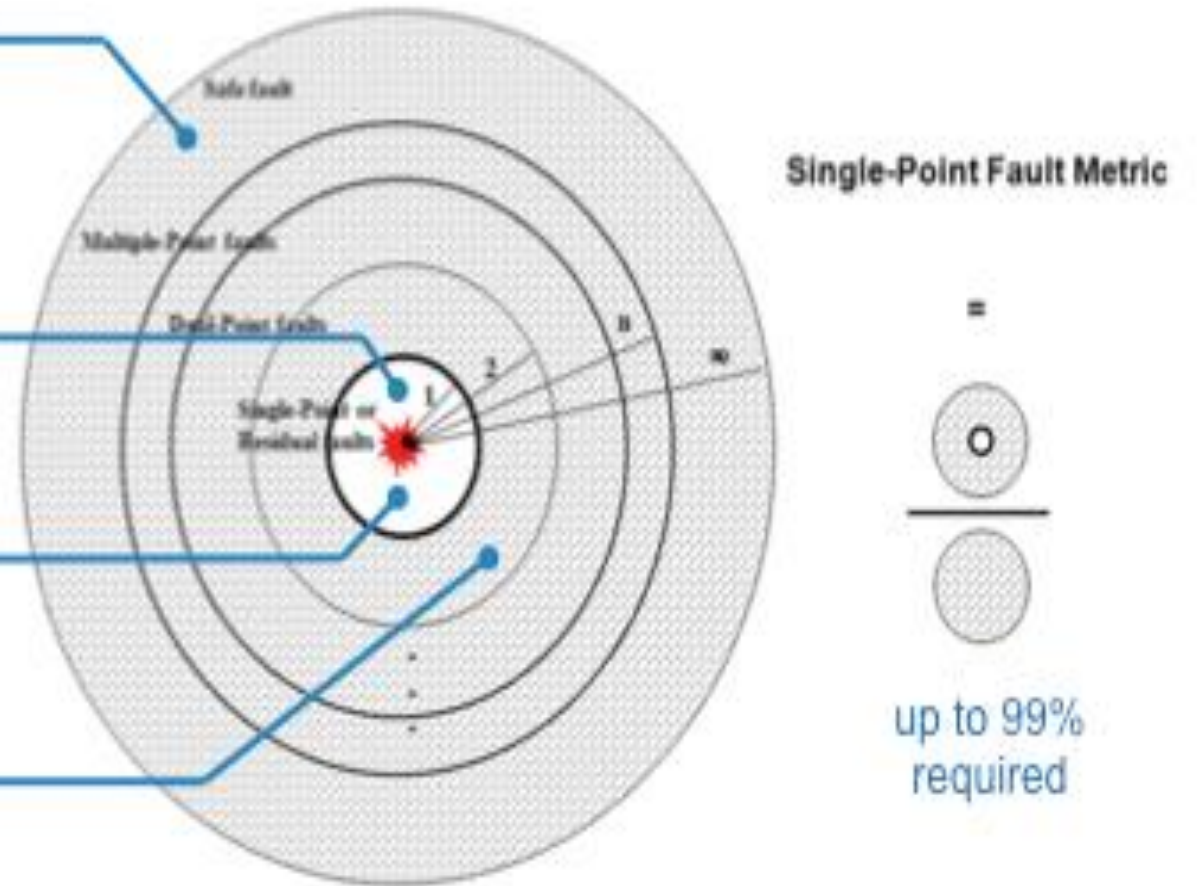 Safe fault
Multiple-Point faults
Dual-Point faults
Single-Point or
Residual faults
1
2
n
∞
Single-Point Fault Metric
=
up to 99%
required